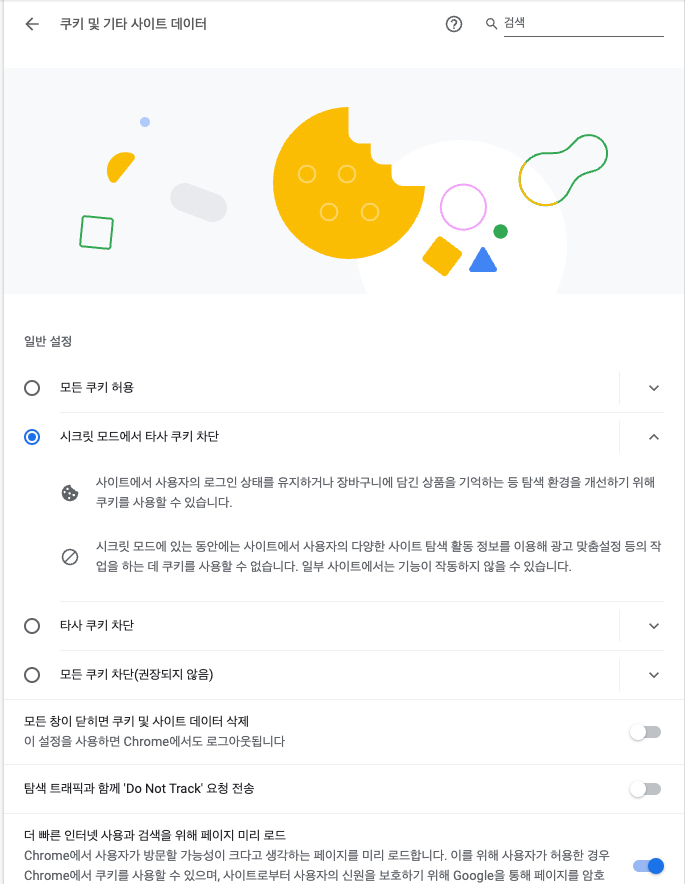 쿠키 및 기타 사이트 데이터
검색
일반 설정
모든 쿠키 허용
시크릿 모드에서 타사 쿠키 차단
사이트에서 사용자의 로그인 상태를 유지하거나 장바구니에 담긴 상품을 기억하는 등 탐색 환경을 개선하기 위해
쿠키를 사용할 수 있습니다.
시크릿 모드에 있는 동안에는 사이트에서 사용자의 다양한 사이트 탐색 활동 정보를 이용해 광고 맞춤설정 등의 작
업을 하는 데 쿠키를 사용할 수 없습니다. 일부 사이트에서는 기능이 작동하지 않을 수 있습니다.
타사 쿠키 차단
모든 쿠키 차단(권장되지 않음)
모든 창이 닫히면 쿠키 및 사이트 데이터 삭제
이 설정을 사용하면 Chrome에서도 로그아웃됩니다
탐색 트래픽과 함께 'Do Not Track' 요청 전송
더 빠른 인터넷 사용과 검색을 위해 페이지 미리 로드
Chrome에서 사용자가 방문할 가능성이 크다고 생각하는 페이지를 미리 로드합니다. 이를 위해 사용자가 허용한 경우
Chrome에서 쿠키를 사용할 수 있으며, 사이트로부터 사용자의 신원을 보호하기 위해 Google을 통해 페이지를 암호